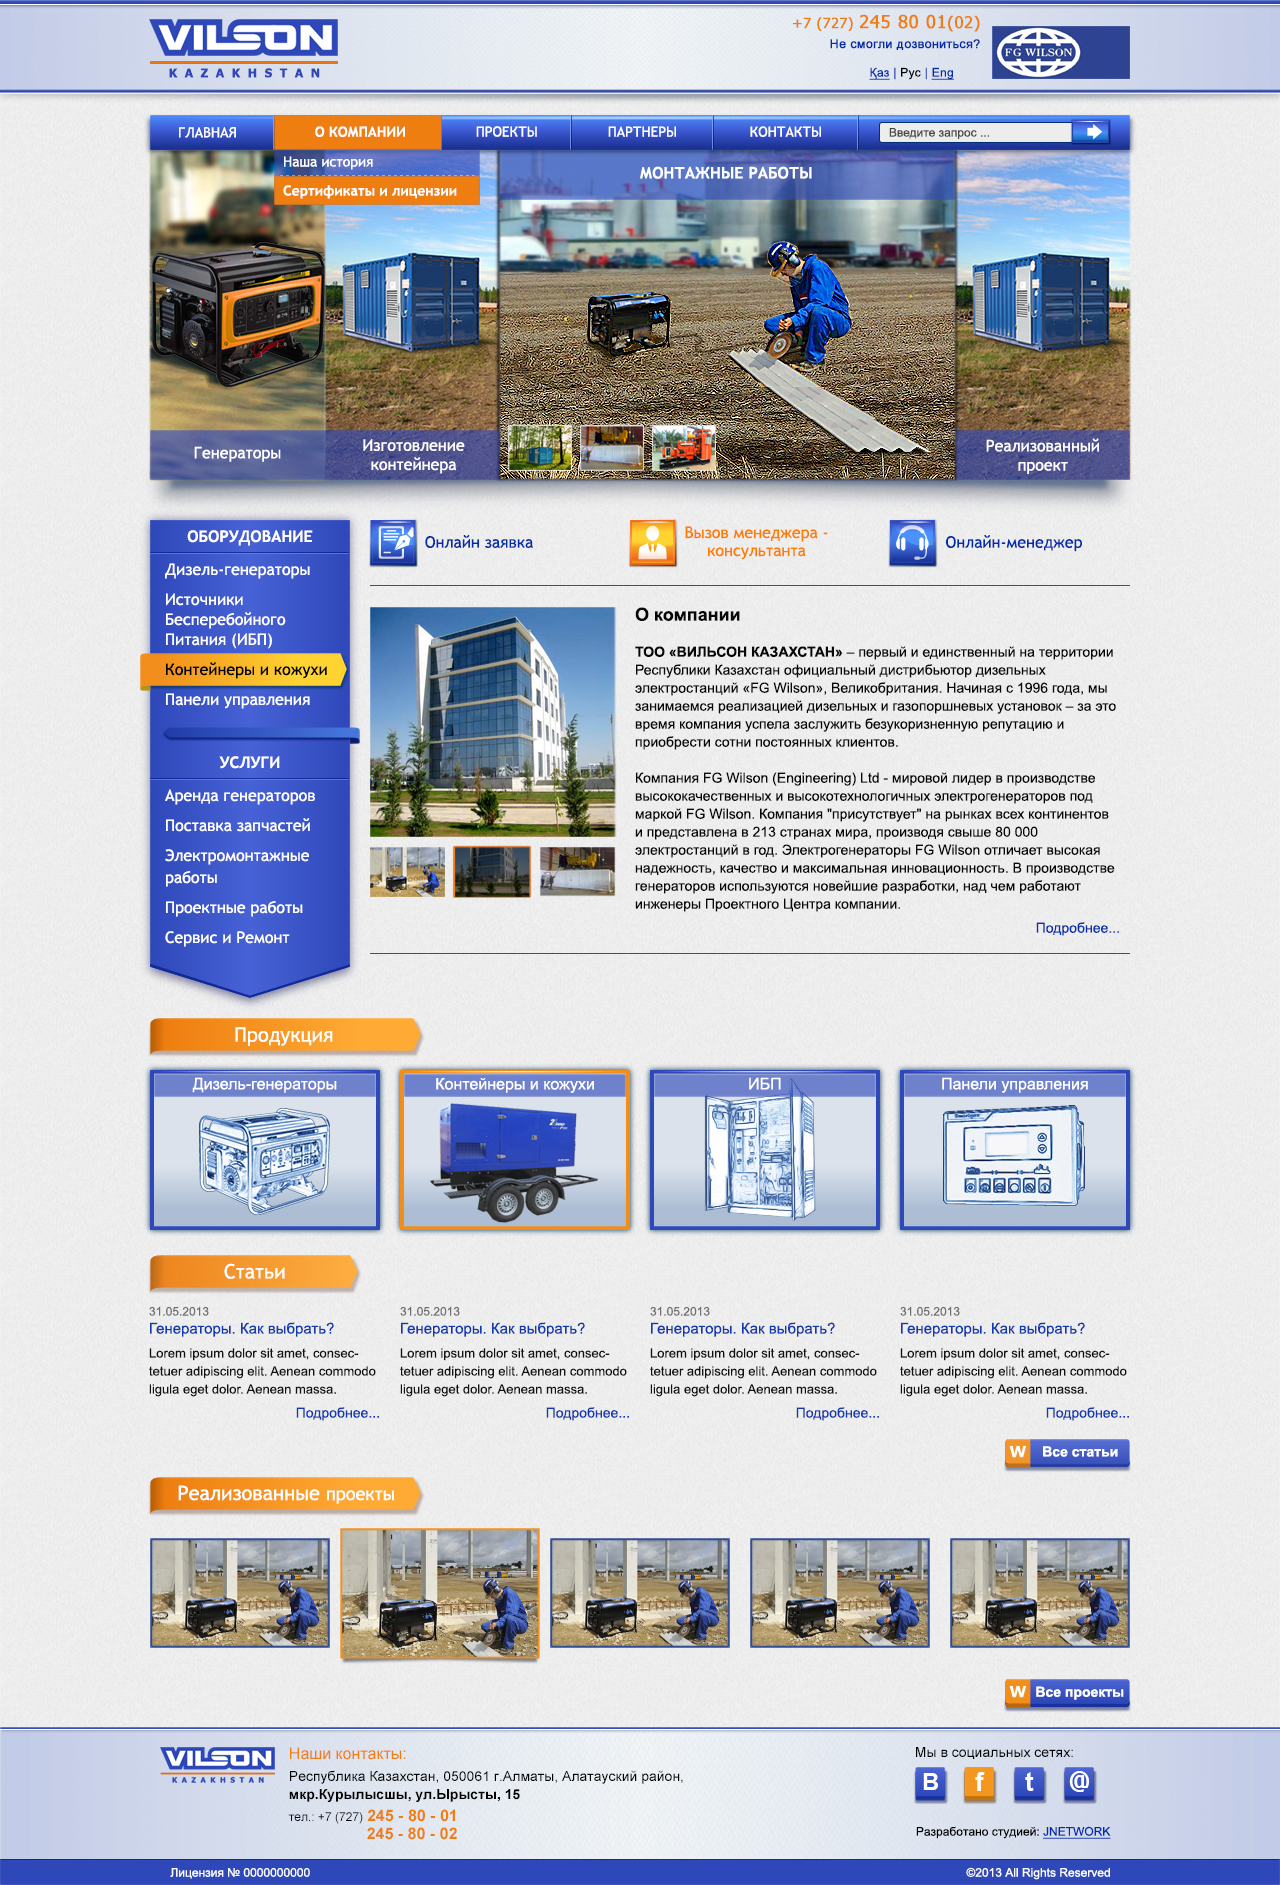 VILSON
KAZAKHSTAN
+7 (727) 245 80 01(02)
Не смогли дозвониться?
Қаз | Рус | Eng
FG WILSON
ГЛАВНАЯ
О КОМПАНИИ
ПРОЕКТЫ
ПАРТНЕРЫ
КОНТАКТЫ
Введите запрос ...
Наша история
Сертификаты и лицензии
МОНТАЖНЫЕ РАБОТЫ
Генераторы
Изготовление
контейнера
Реализованный
проект
ОБОРУДОВАНИЕ
Дизель-генераторы
Источники
Бесперебойного
Питания (ИБП)
Контейнеры и кожухи
Панели управления
УСЛУГИ
Аренда генераторов
Поставка запчастей
Электромонтажные
работы
Проектные работы
Сервис и Ремонт
Онлайн заявка
Вызов менеджера -
консультанта
Онлайн-менеджер
О компании
ТОО «ВИЛЬСОН КАЗАХСТАН» – первый и единственный на территории
Республики Казахстан официальный дистрибьютор дизельных
электростанций «FG Wilson», Великобритания. Начиная с 1996 года, мы
занимаемся реализацией дизельных и газопоршневых установок – за это
время компания успела заслужить безукоризненную репутацию и
приобрести сотни постоянных клиентов.
Компания FG Wilson (Engineering) Ltd - мировой лидер в производстве
высококачественных и высокотехнологичных электрогенераторов под
маркой FG Wilson. Компания "присутствует" на рынках всех континентов
и представлена в 213 странах мира, производя свыше 80 000
электростанций в год. Электрогенераторы FG Wilson отличает высокая
надежность, качество и максимальная инновационность. В производстве
генераторов используются новейшие разработки, над чем работают
инженеры Проектного Центра компании.
Подробнее...
Продукция
Дизель-генераторы
Контейнеры и кожухи
ИБП
Панели управления
Статьи
31.05.2013
Генераторы. Как выбрать?
Lorem ipsum dolor sit amet, consec-
tetuer adipiscing elit. Aenean commodo
ligula eget dolor. Aenean massa.
Подробнее...
31.05.2013
Генераторы. Как выбрать?
Lorem ipsum dolor sit amet, consec-
tetuer adipiscing elit. Aenean commodo
ligula eget dolor. Aenean massa.
Подробнее...
31.05.2013
Генераторы. Как выбрать?
Lorem ipsum dolor sit amet, consec-
tetuer adipiscing elit. Aenean commodo
ligula eget dolor. Aenean massa.
Подробнее...
31.05.2013
Генераторы. Как выбрать?
Lorem ipsum dolor sit amet, consec-
tetuer adipiscing elit. Aenean commodo
ligula eget dolor. Aenean massa.
Подробнее...
W Все статьи
Реализованные проекты
W Все проекты
VILSON
KAZAKHSTAN
Наши контакты:
Республика Казахстан, 050061 г.Алматы, Алатауский район,
мкр.Курылысшы, ул.Ырысты, 15
тел.: +7 (727) 245 - 80 - 01
245 - 80 - 02
Мы в социальных сетях:
B f t @
Разработано студией: JNETWORK
Лицензия № 0000000000
©2013 All Rights Reserved